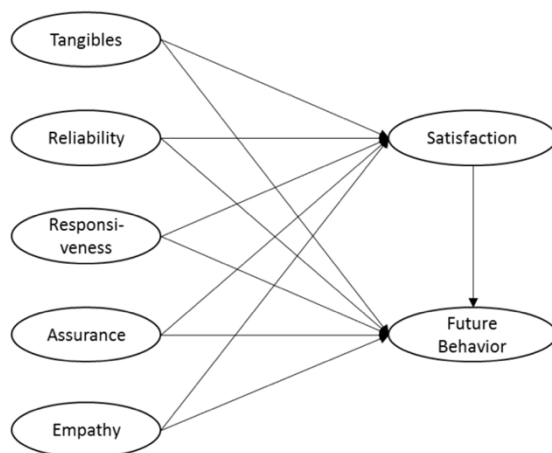 Tangibles
Reliability
Responsi-
veness
Assurance
Empathy
Satisfaction
Future
Behavior